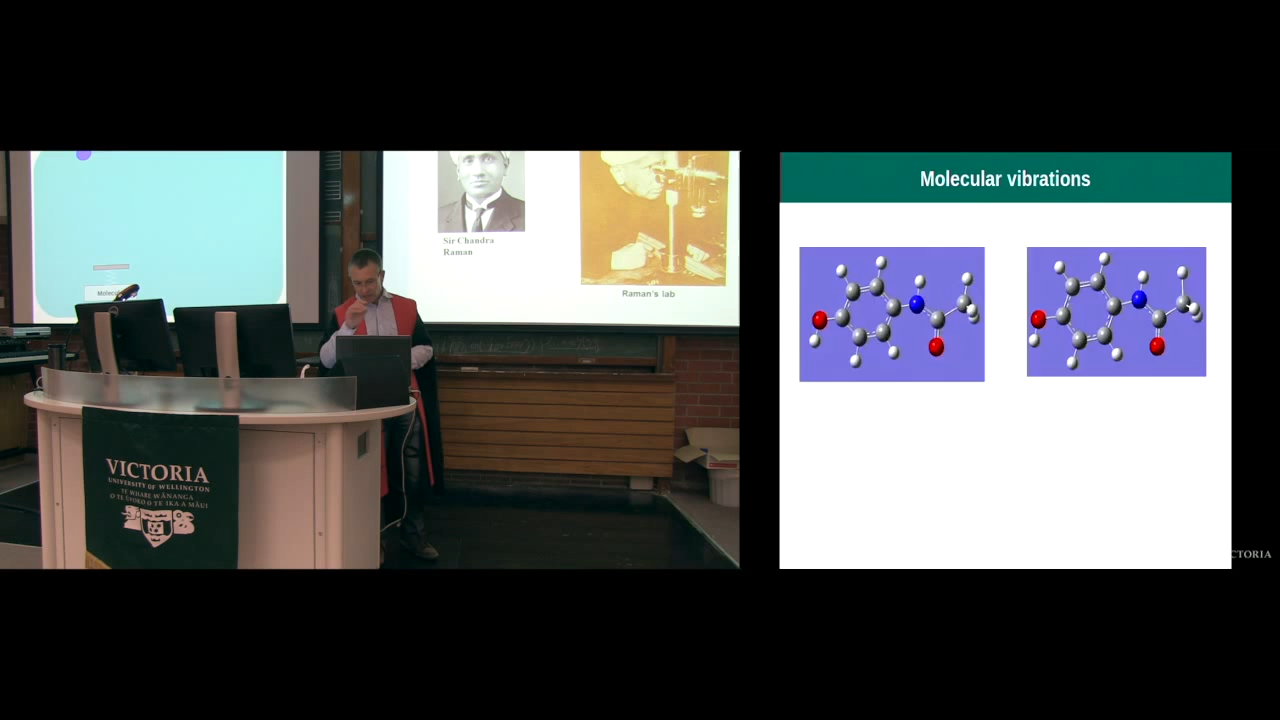 Sir Chandra
Raman
Raman's lab
VICTORIA
UNIVERSITY OF WELLINGTON
TE WHARE WĀNANGA
O TE ŪPOKO O TE IKA A MĀUI
Molecular vibrations
CTORIA